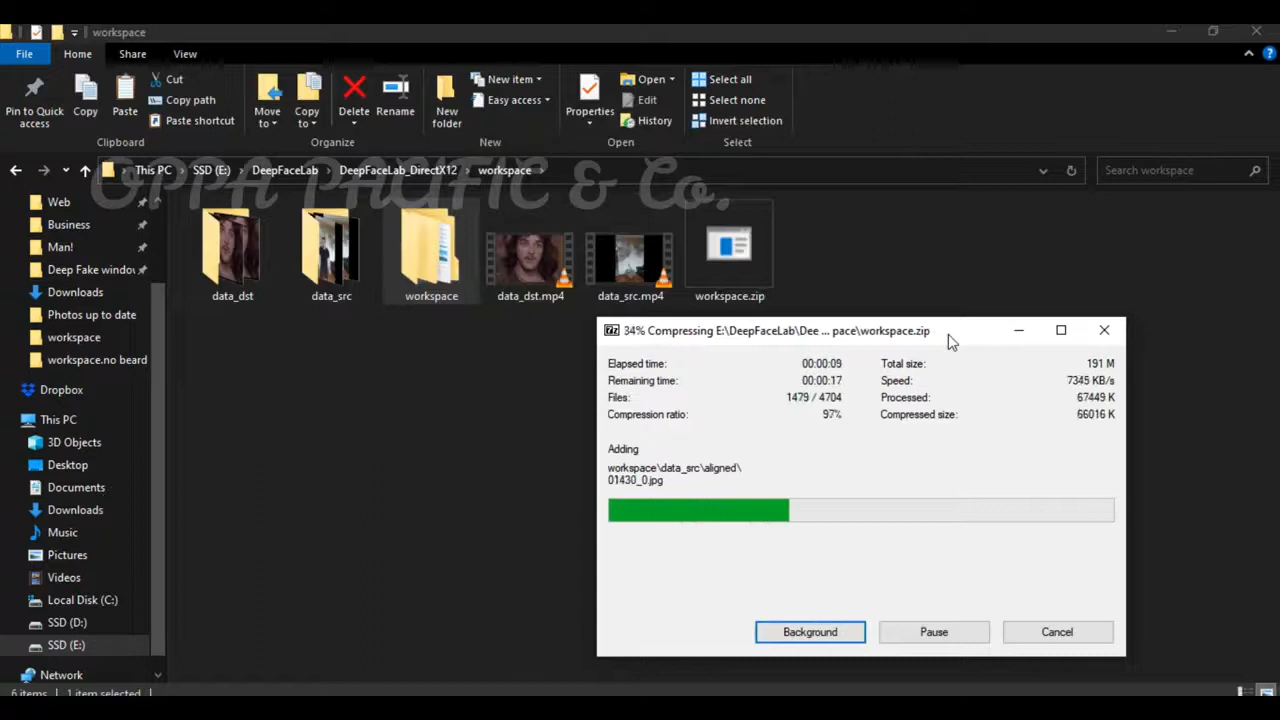 workspace
File Home Share View
Pin to Quick access
Copy
Paste
Cut
Copy path
Paste shortcut
Clipboard
Move to
Copy to
Delete
Rename
Organize
New folder
New item
Easy access
New
Properties
Open
Edit
History
Open
Select all
Select none
Invert selection
Select
This PC SSD (E:) DeepFaceLab DeepFaceLab_DirectX12 workspace
Search workspace
OPPA PACIFIC & Co.
Web
Business
Man!
Deep Fake windo
Downloads
Photos up to date
workspace
workspace.no beard
Dropbox
This PC
3D Objects
Desktop
Documents
Downloads
Music
Pictures
Videos
Local Disk (C:)
SSD (D:)
SSD (E:)
Network
6 items 1 item selected
data_dst
data_src
workspace
data_dst.mp4
data_src.mp4
workspace.zip
7z 34% Compressing E:\DeepFaceLab\Dee ... pace\workspace.zip
Elapsed time: 00:00:09 Total size: 191 M
Remaining time: 00:00:17 Speed: 7345 KB/s
Files: 1479 / 4704 Processed: 67449 K
Compression ratio: 97% Compressed size: 66016 K
Adding
workspace\data_src\aligned\
01430_0.jpg
Background Pause Cancel